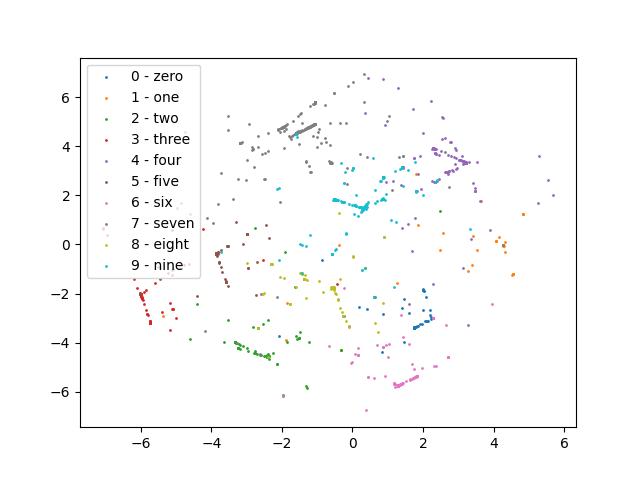 0 - zero
1 - one
2 - two
3 - three
4 - four
5 - five
6 - six
7 - seven
8 - eight
9 - nine
6
4
2
0
−2
−4
−6
−6 −4 −2 0 2 4 6